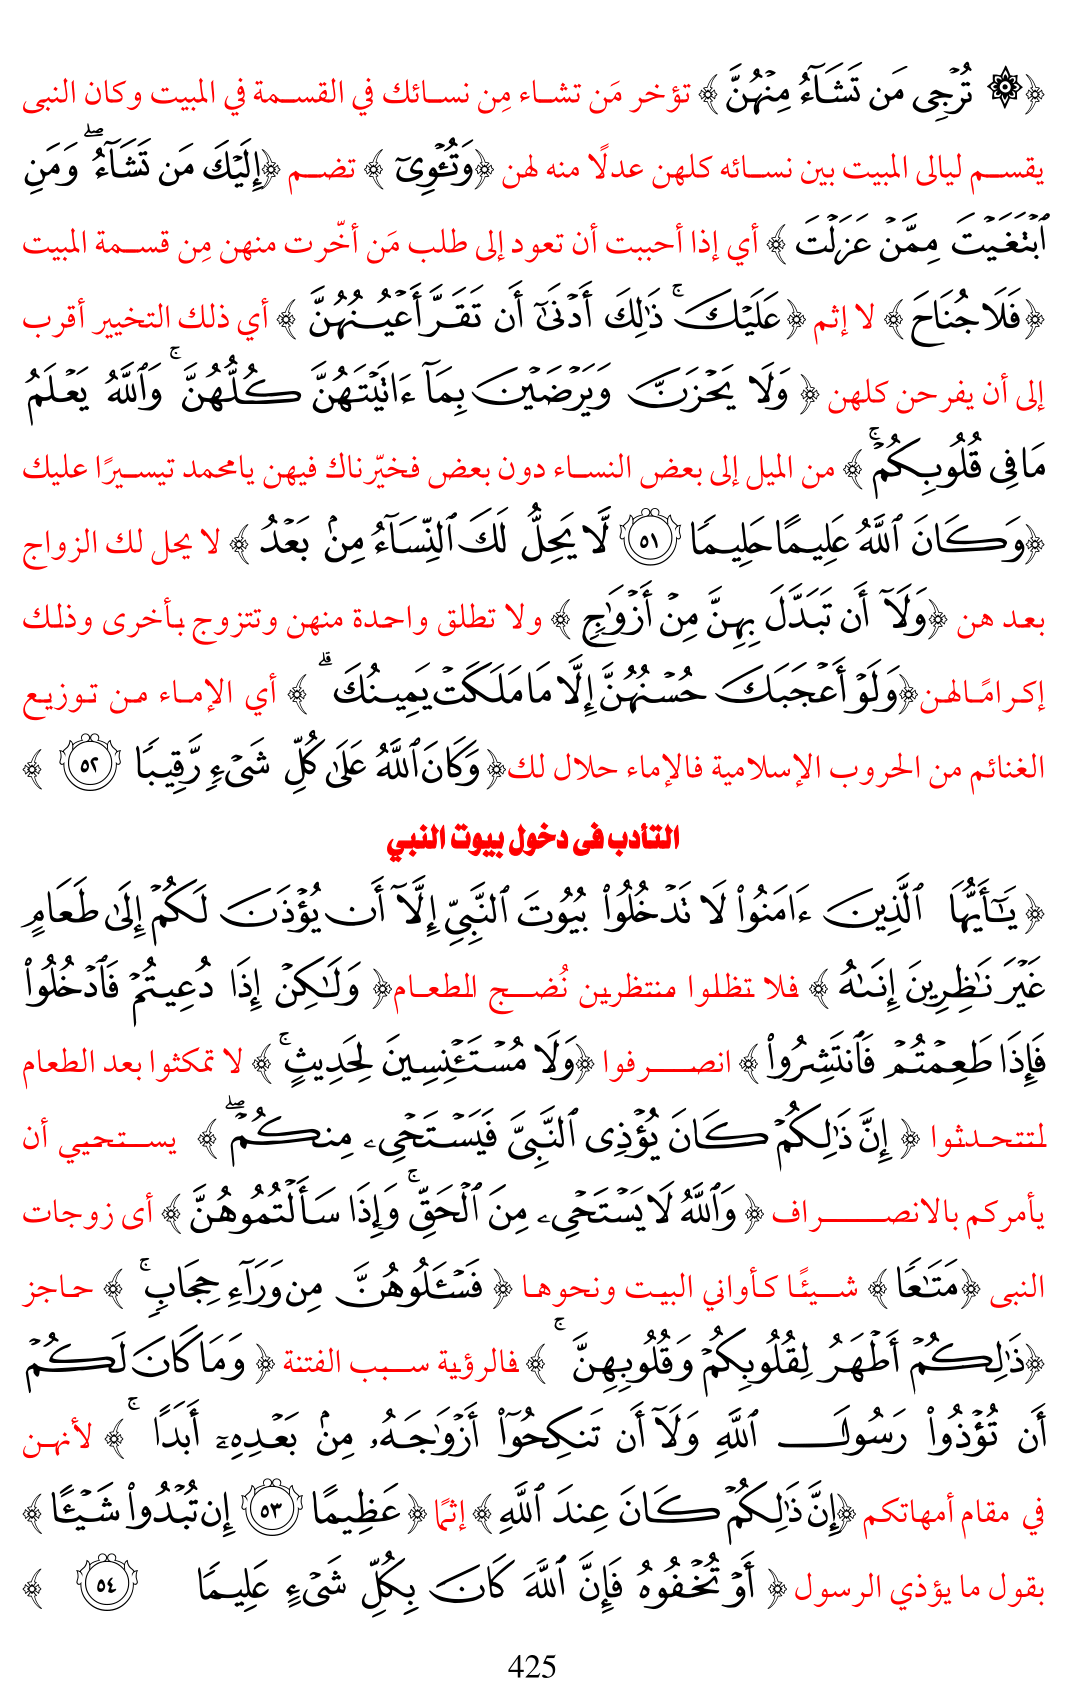 ﴿۞ تُرۡجِي مَن تَشَآءُ مِنۡهُنَّ ﴾ تؤخر مَن تشاء مِن نسائك في القسمة في المبيت وكان النبى
يقسم ليالى المبيت بين نسائه كلهن عدلًا منه لهن ﴿وَتُـٔۡوِيٓ ﴾ تضم ﴿إِلَيۡكَ مَن تَشَآءُۖ وَمَنِ
ٱبۡتَغَيۡتَ مِمَّنۡ عَزَلۡتَ ﴾ أي إذا أحببت أن تعود إلى طلب مَن أخّرت منهن مِن قسمة المبيت
﴿فَلَا جُنَاحَ﴾ لا إثم ﴿عَلَيۡكَۚ ذَٰلِكَ أَدۡنَىٰٓ أَن تَقَرَّ أَعۡيُنُهُنَّ ﴾ أي ذلك التخيير أقرب
إلى أن يفرحن كلهن ﴿ وَلَا يَحۡزَنَّ وَيَرۡضَيۡنَ بِمَآ ءَاتَيۡتَهُنَّ كُلُّهُنَّۚ وَٱللَّهُ يَعۡلَمُ
مَا فِي قُلُوبِكُمۡۚ ﴾ من الميل إلى بعض النساء دون بعض فخيّرناك فيهن يامحمد تيسيرًا عليك
﴿وَكَانَ ٱللَّهُ عَلِيمًا حَلِيمًا ٥١ لَّا يَحِلُّ لَكَ ٱلنِّسَآءُ مِنۢ بَعۡدُ ﴾ لا يحل لك الزواج
بعد هن ﴿وَلَآ أَن تَبَدَّلَ بِهِنَّ مِنۡ أَزۡوَٰجٍ ﴾ ولا تطلق واحدة منهن وتتزوج بأخرى وذلك
إكرامًالهن﴿وَلَوۡ أَعۡجَبَكَ حُسۡنُهُنَّ إِلَّا مَا مَلَكَتۡ يَمِينُكَۗ ﴾ أي الإماء من توزيع
الغنائم من الحروب الإسلامية فالإماء حلال لك﴿وَكَانَ ٱللَّهُ عَلَىٰ كُلِّ شَيۡءٖ رَّقِيبٗا ٥٢ ﴾
التأدب فى دخول بيوت النبي
﴿ يَـٰٓأَيُّهَا ٱلَّذِينَ ءَامَنُواْ لَا تَدۡخُلُواْ بُيُوتَ ٱلنَّبِيِّ إِلَّآ أَن يُؤۡذَنَ لَكُمۡ إِلَىٰ طَعَامٍ
غَيۡرَ نَٰظِرِينَ إِنَىٰهُ ﴾ فلا تظلوا منتظرين نُضج الطعام﴿ وَلَٰكِنۡ إِذَا دُعِيتُمۡ فَٱدۡخُلُواْ
فَإِذَا طَعِمۡتُمۡ فَٱنتَشِرُواْ ﴾ انصرفوا ﴿وَلَا مُسۡتَـٔۡنِسِينَ لِحَدِيثٍۚ ﴾ لا تمكثوا بعد الطعام
لتتحدثوا ﴿ إِنَّ ذَٰلِكُمۡ كَانَ يُؤۡذِي ٱلنَّبِيَّ فَيَسۡتَحۡيِۦ مِنكُمۡۖ ﴾ يستحيي أن
يأمركم بالانصراف ﴿ وَٱللَّهُ لَا يَسۡتَحۡيِۦ مِنَ ٱلۡحَقِّۚ وَإِذَا سَأَلۡتُمُوهُنَّ ﴾ أى زوجات
النبى ﴿مَتَٰعٗا ﴾ شيئًا كأواني البيت ونحوها ﴿ فَسۡـَٔلُوهُنَّ مِن وَرَآءِ حِجَابٖۚ ﴾ حاجز
﴿ذَٰلِكُمۡ أَطۡهَرُ لِقُلُوبِكُمۡ وَقُلُوبِهِنَّۚ ﴾ فالرؤية سبب الفتنة ﴿ وَمَا كَانَ لَكُمۡ
أَن تُؤۡذُواْ رَسُولَ ٱللَّهِ وَلَآ أَن تَنكِحُوٓاْ أَزۡوَٰجَهُۥ مِنۢ بَعۡدِهِۦٓ أَبَدًاۚ ﴾ لأنهن
في مقام أمهاتكم ﴿إِنَّ ذَٰلِكُمۡ كَانَ عِندَ ٱللَّهِ ﴾ إثمًا ﴿ عَظِيمًا ٥٣ إِن تُبۡدُواْ شَيۡـًٔا ﴾
بقول ما يؤذي الرسول ﴿ أَوۡ تُخۡفُوهُ فَإِنَّ ٱللَّهَ كَانَ بِكُلِّ شَيۡءٍ عَلِيمٗا ٥٤ ﴾
425